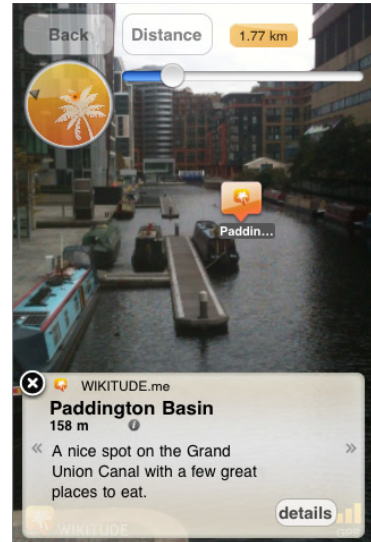 Back
Distance
1.77 km
Paddin...
WIKITUDE.me
Paddington Basin
158 m
« A nice spot on the Grand »
Union Canal with a few great
places to eat.
details
WIKITUDE
GPS